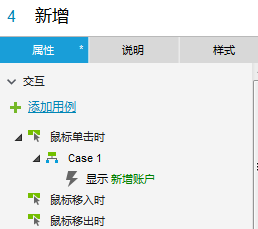 4 新增
属性 * 说明 样式
交互
添加用例
鼠标单击时
Case 1
显示 新增账户
鼠标移入时
鼠标移出时